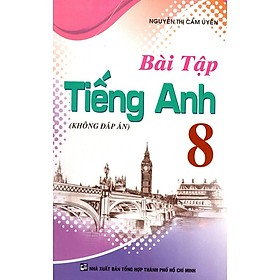 NGUYỄN THỊ CẨM UYÊN
Bài Tập
Tiếng Anh
(KHÔNG ĐÁP ÁN)
8
NHÀ XUẤT BẢN TỔNG HỢP THÀNH PHỐ HỒ CHÍ MINH